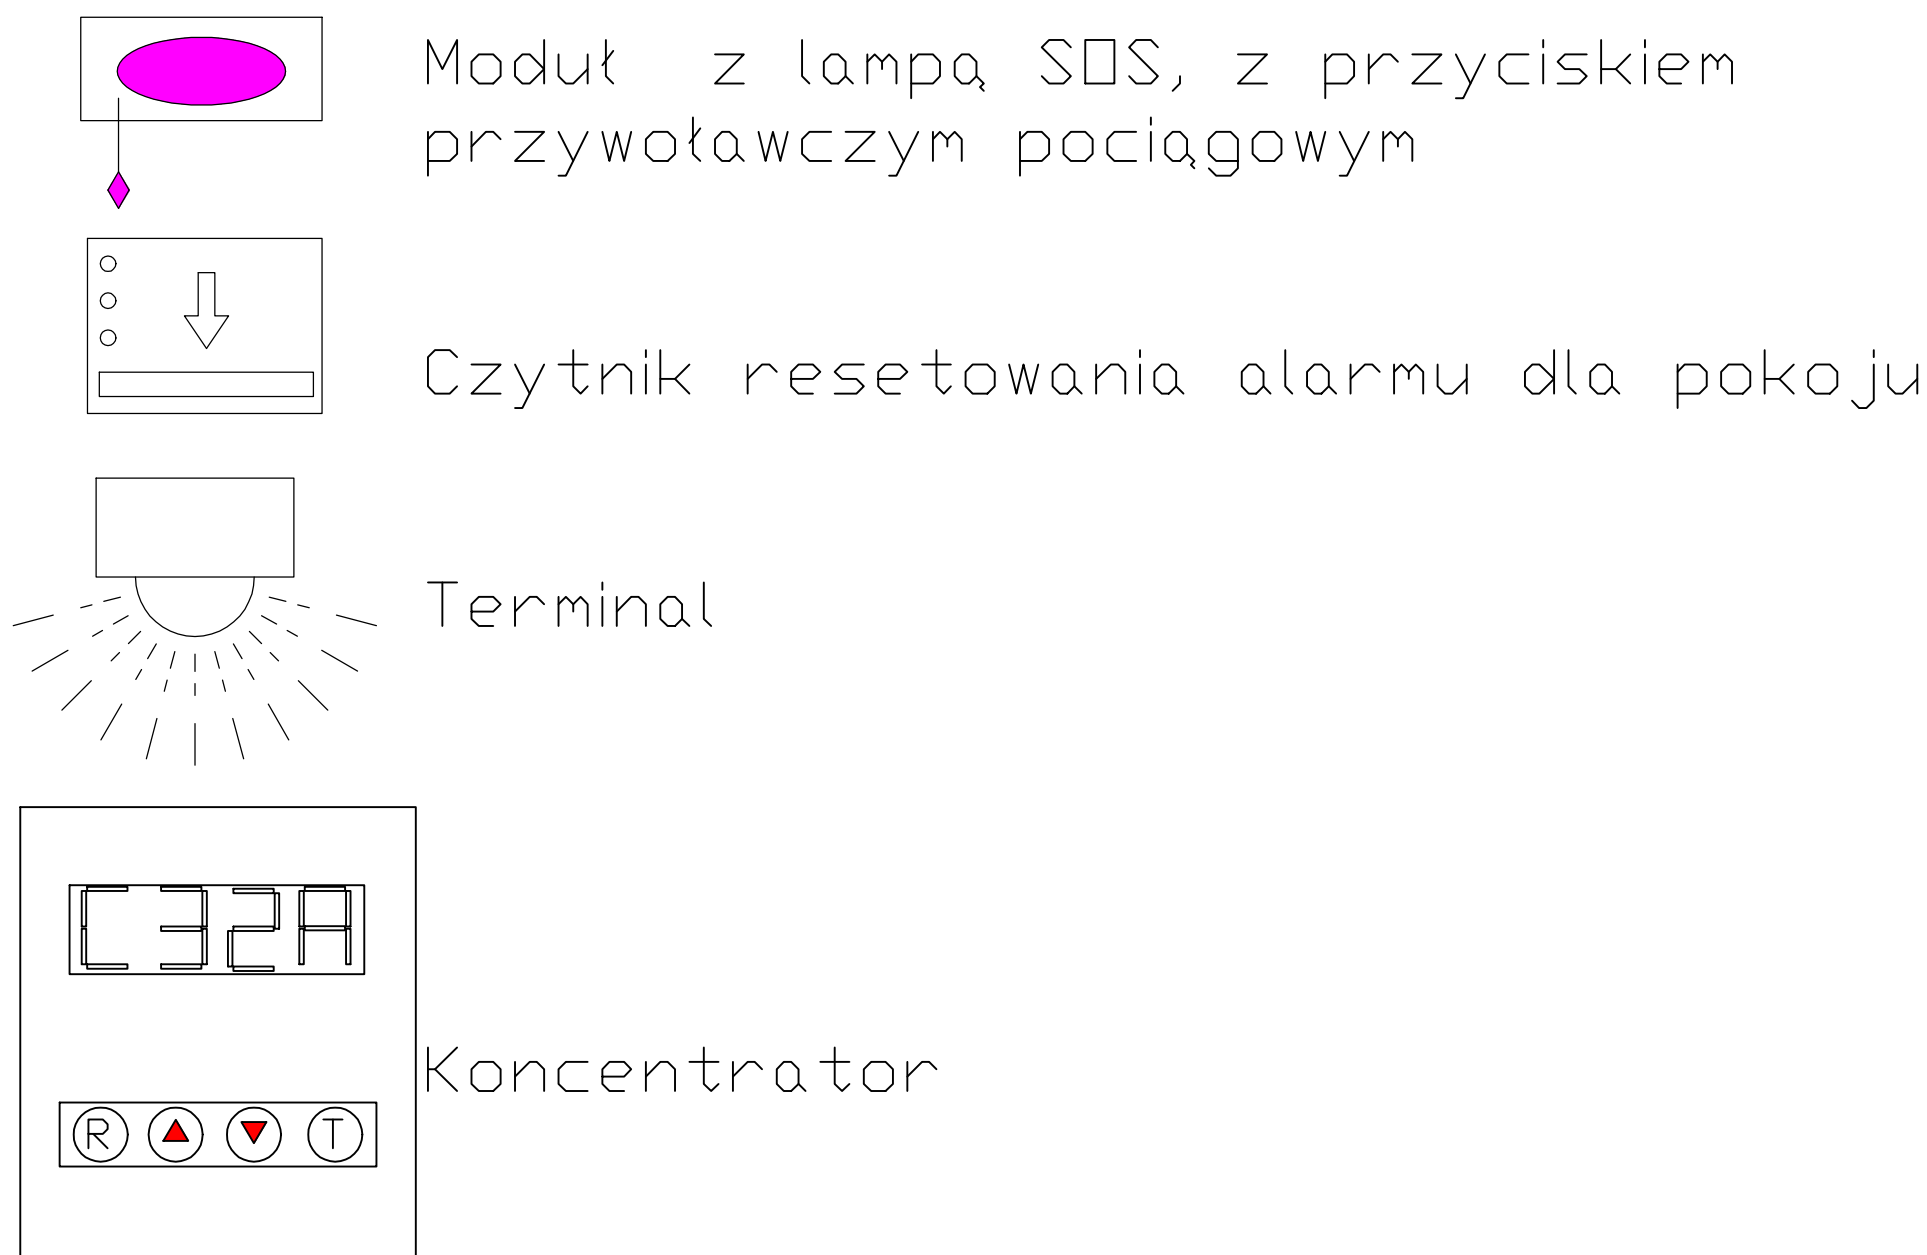 Moduł z lampą SOS, z przyciskiem
przywoławczym pociągowym
Czytnik resetowania alarmu dla pokoju
Terminal
C32A
Koncentrator
R T